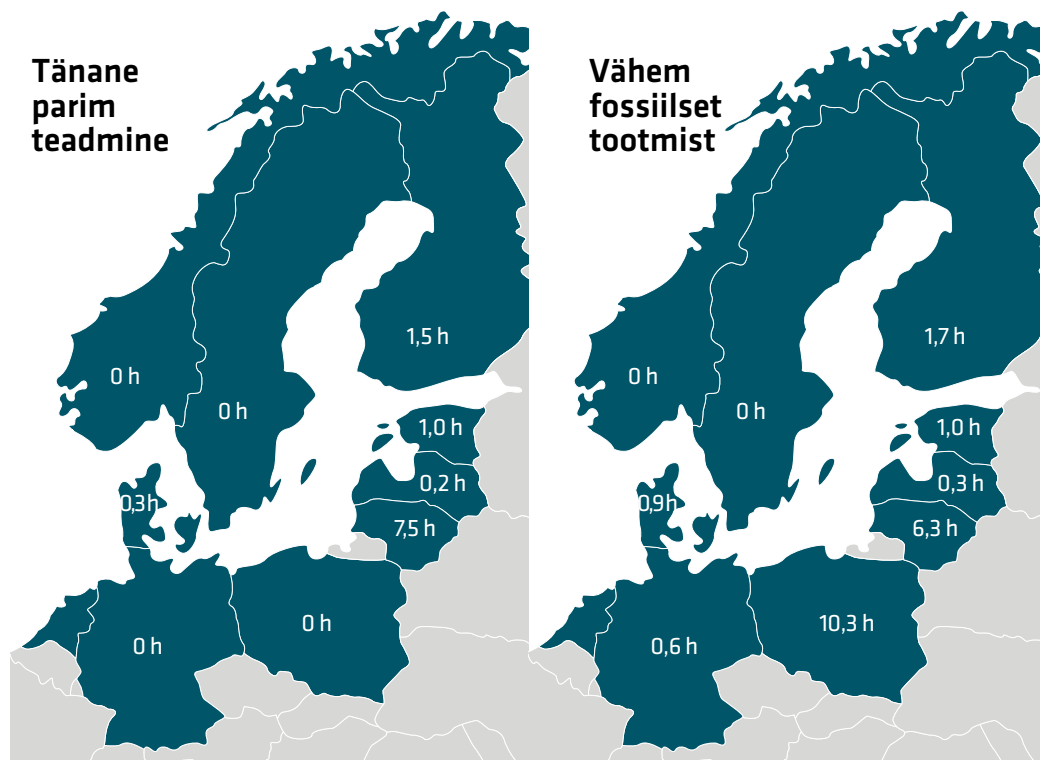 Tänane
parim
teadmine
1,5 h
0 h
0 h
1,0 h
0,2 h
0,3h
7,5 h
0 h
0 h
Vähem
fossiilset
tootmist
1,7 h
0 h
0 h
1,0 h
0,3 h
0,9h
6,3 h
10,3 h
0,6 h